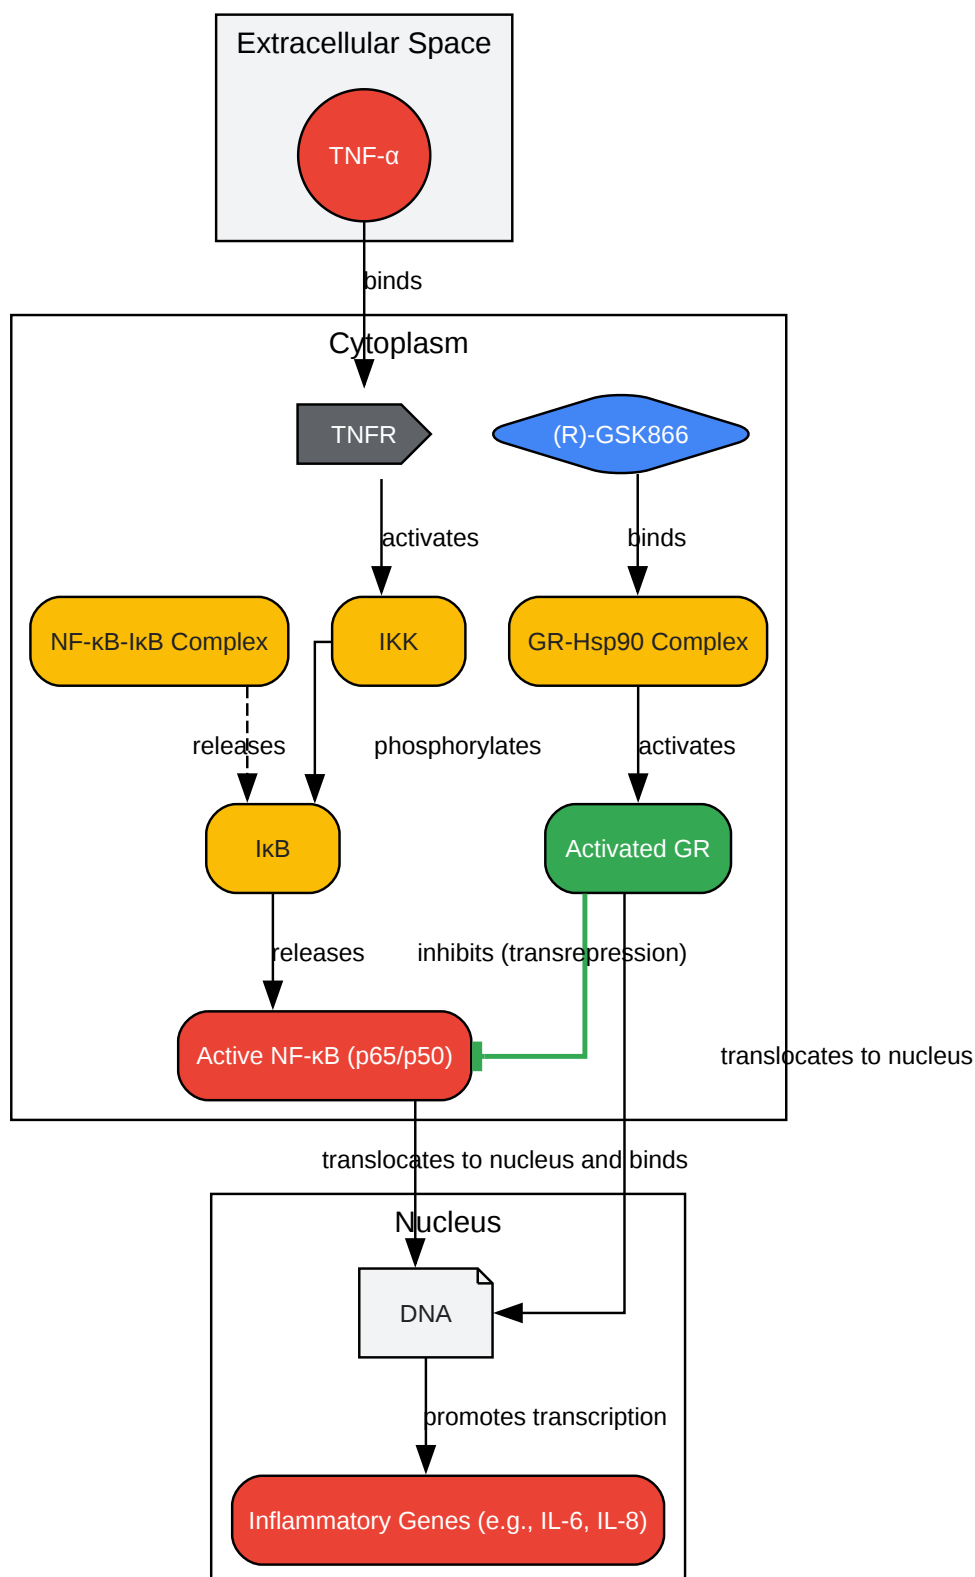 Extracellular Space
TNF-α
binds
Cytoplasm
TNFR
(R)-GSK866
activates
binds
NF-κB-IκB Complex
IKK
GR-Hsp90 Complex
releases
phosphorylates
activates
IκB
Activated GR
releases
inhibits (transrepression)
Active NF-κB (p65/p50)
translocates to nucleus
translocates to nucleus and binds
Nucleus
DNA
promotes transcription
Inflammatory Genes (e.g., IL-6, IL-8)